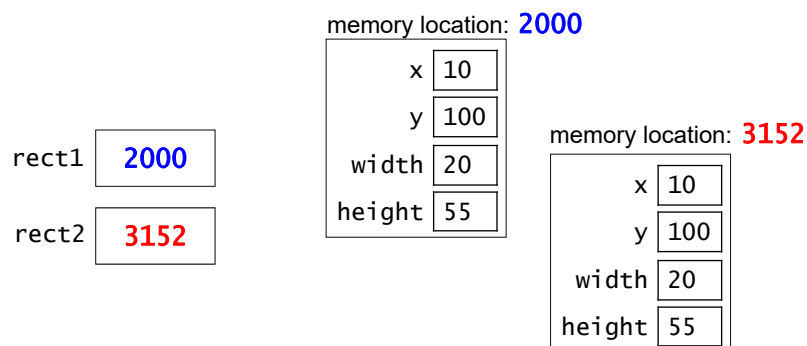 memory location: 2000
x 10
y 100
width 20
height 55
rect1 2000
rect2 3152
memory location: 3152
x 10
y 100
width 20
height 55